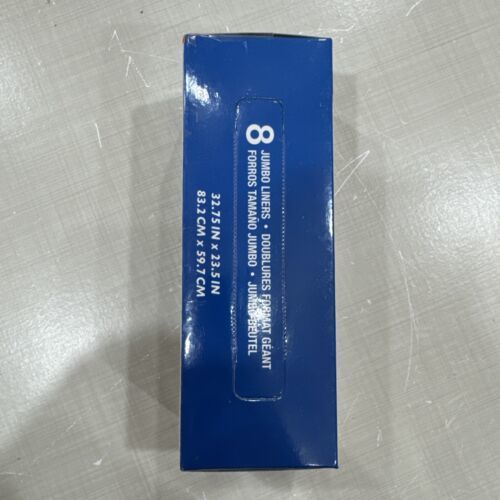 8
JUMBO LINERS • DOUBLURES FORMAT GÉANT
FORROS TAMAÑO JUMBO • JUMBO-BEUTEL
32.75 IN x 23.5 IN
83.2 CM x 59.7 CM